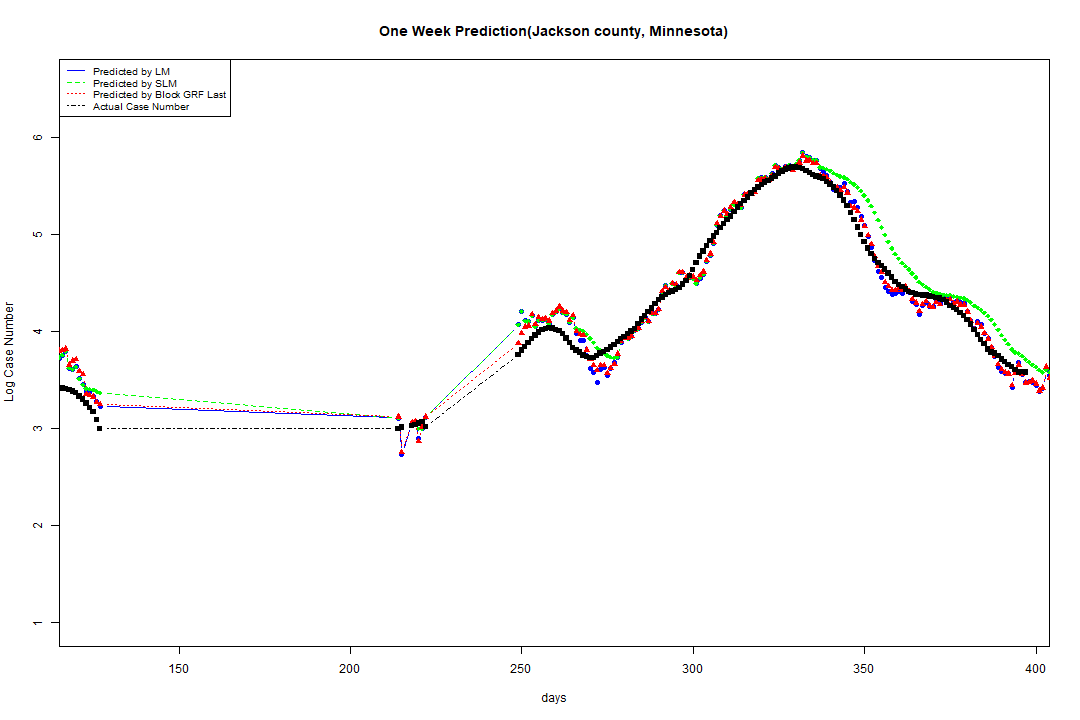 One Week Prediction(Jackson county, Minnesota)
Predicted by LM
Predicted by SLM
Predicted by Block GRF Last
Actual Case Number
Log Case Number
6
5
4
3
2
1
150 200 250 300 350 400
days